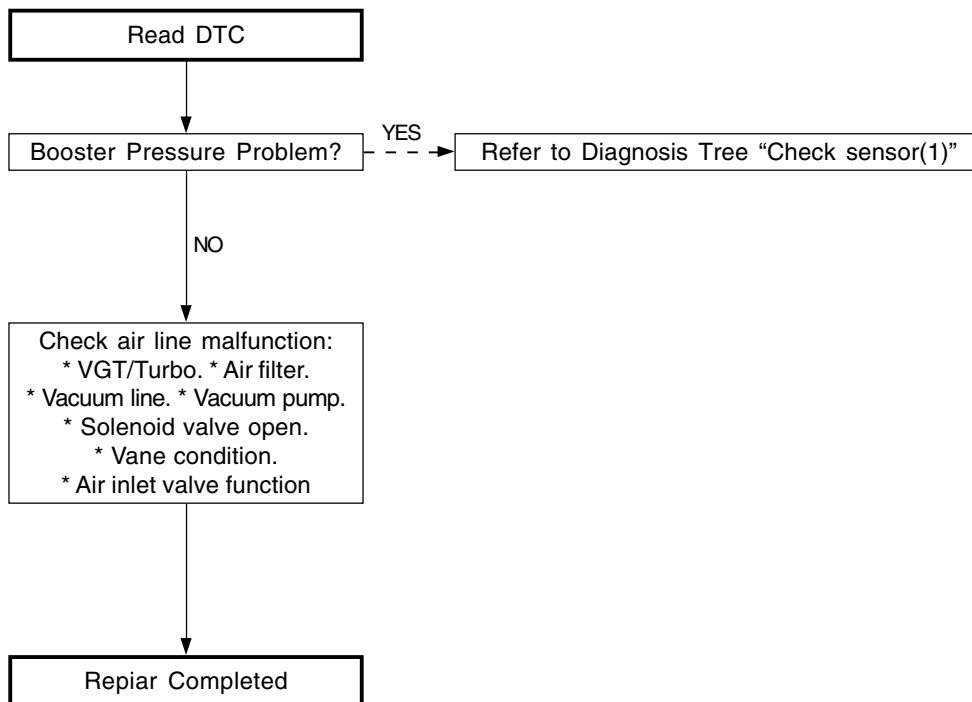 Read DTC
Booster Pressure Problem?
YES
Refer to Diagnosis Tree “Check sensor(1)”
NO
Check air line malfunction:
* VGT/Turbo. * Air filter.
* Vacuum line. * Vacuum pump.
* Solenoid valve open.
* Vane condition.
* Air inlet valve function
Repiar Completed